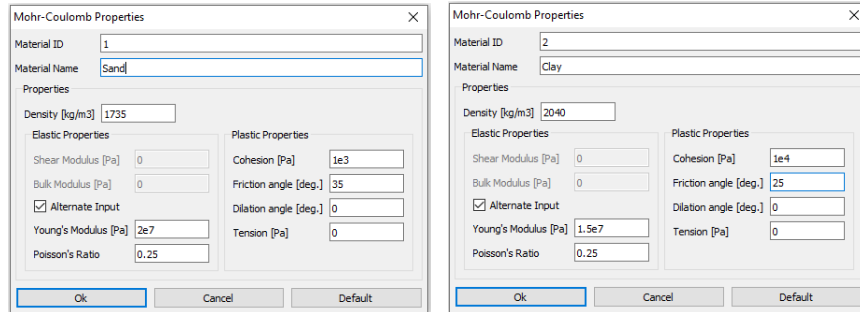 Mohr-Coulomb Properties
Material ID 1
Material Name Sand
Properties
Density [kg/m3] 1735
Elastic Properties Plastic Properties
Shear Modulus [Pa] 0 Cohesion [Pa] 1e3
Bulk Modulus [Pa] 0 Friction angle [deg.] 35
Alternate Input Dilation angle [deg.] 0
Young's Modulus [Pa] 2e7 Tension [Pa] 0
Poisson's Ratio 0.25
Ok Cancel Default
Mohr-Coulomb Properties
Material ID 2
Material Name Clay
Properties
Density [kg/m3] 2040
Elastic Properties Plastic Properties
Shear Modulus [Pa] 0 Cohesion [Pa] 1e4
Bulk Modulus [Pa] 0 Friction angle [deg.] 25
Alternate Input Dilation angle [deg.] 0
Young's Modulus [Pa] 1.5e7 Tension [Pa] 0
Poisson's Ratio 0.25
Ok Cancel Default